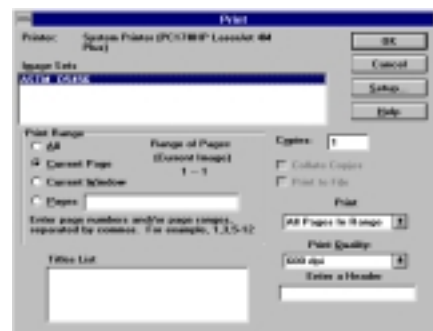 Print
Printer: System Printer (PC178HP LaserJet 4M Plus)
OK
Image Sets
Cancel
ASTM
Setup...
Help
Print Range
All
Range of Pages
(Current Image)
1 -- 1
Current Page
Current Window
Pages
Enter page numbers and/or page ranges,
separated by commas. For example, 1,3,5-12
Copies: 1
Collate Copies
Print to File
Print
All Pages In Range
Print Quality:
600 dpi
Titles List
Enter a Header